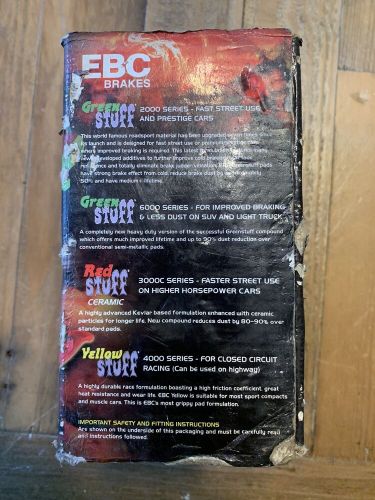 EBC
BRAKES
Green STUFF 2000 SERIES - FAST STREET USE
AND PRESTIGE CARS
This world famous roadsport material has been upgraded seven times since
its launch and is designed for fast street use or premium
where improved braking is required. This latest
newly developed additives to further improve cold
resistance and totally eliminate brake judder vibration. pads
have strong brake effect from cold, reduce brake dust by
50% and have medium lifetime.
Green STUFF 6000 SERIES - FOR IMPROVED BRAKING
& LESS DUST ON SUV AND LIGHT TRUCK
A completely new heavy duty version of the successful Greenstuff compound
which offers much improved lifetime and up to 90% dust reduction over
conventional semi-metallic pads.
Red STUFF CERAMIC 3000C SERIES - FASTER STREET USE
ON HIGHER HORSEPOWER CARS
A highly advanced Kevlar based formulation enhanced with ceramic
particles for longer life. New compound reduces dust by 80-90% over
standard pads.
Yellow STUFF 4000 SERIES - FOR CLOSED CIRCUIT
RACING (Can be used on highway)
A highly durable race formulation boasting a high friction coefficient, great
heat resistance and wear life. EBC Yellow is suitable for most sport compacts
and muscle cars. This is EBC's most grippy pad formulation.
IMPORTANT SAFETY AND FITTING INSTRUCTIONS
Are shown on the underside of this packaging and must be carefully read
and instructions followed.